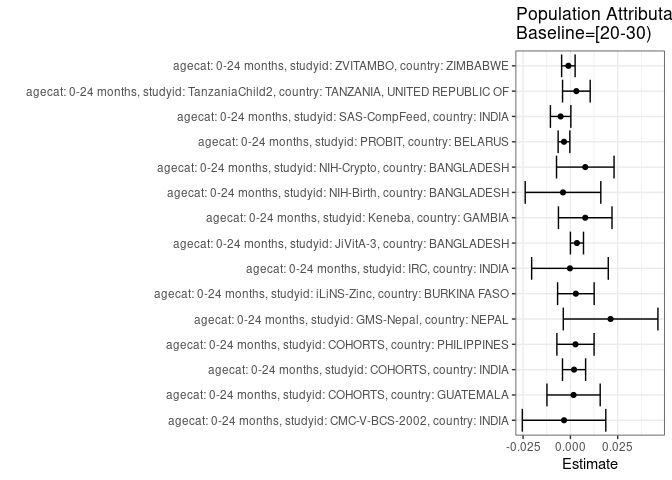 Population Attributa
Baseline=[20-30)
agecat: 0-24 months, studyid: ZVITAMBO, country: ZIMBABWE
agecat: 0-24 months, studyid: TanzaniaChild2, country: TANZANIA, UNITED REPUBLIC OF
agecat: 0-24 months, studyid: SAS-CompFeed, country: INDIA
agecat: 0-24 months, studyid: PROBIT, country: BELARUS
agecat: 0-24 months, studyid: NIH-Crypto, country: BANGLADESH
agecat: 0-24 months, studyid: NIH-Birth, country: BANGLADESH
agecat: 0-24 months, studyid: Keneba, country: GAMBIA
agecat: 0-24 months, studyid: JiVitA-3, country: BANGLADESH
agecat: 0-24 months, studyid: IRC, country: INDIA
agecat: 0-24 months, studyid: iLiNS-Zinc, country: BURKINA FASO
agecat: 0-24 months, studyid: GMS-Nepal, country: NEPAL
agecat: 0-24 months, studyid: COHORTS, country: PHILIPPINES
agecat: 0-24 months, studyid: COHORTS, country: INDIA
agecat: 0-24 months, studyid: COHORTS, country: GUATEMALA
agecat: 0-24 months, studyid: CMC-V-BCS-2002, country: INDIA
-0.025 0.000 0.025
Estimate